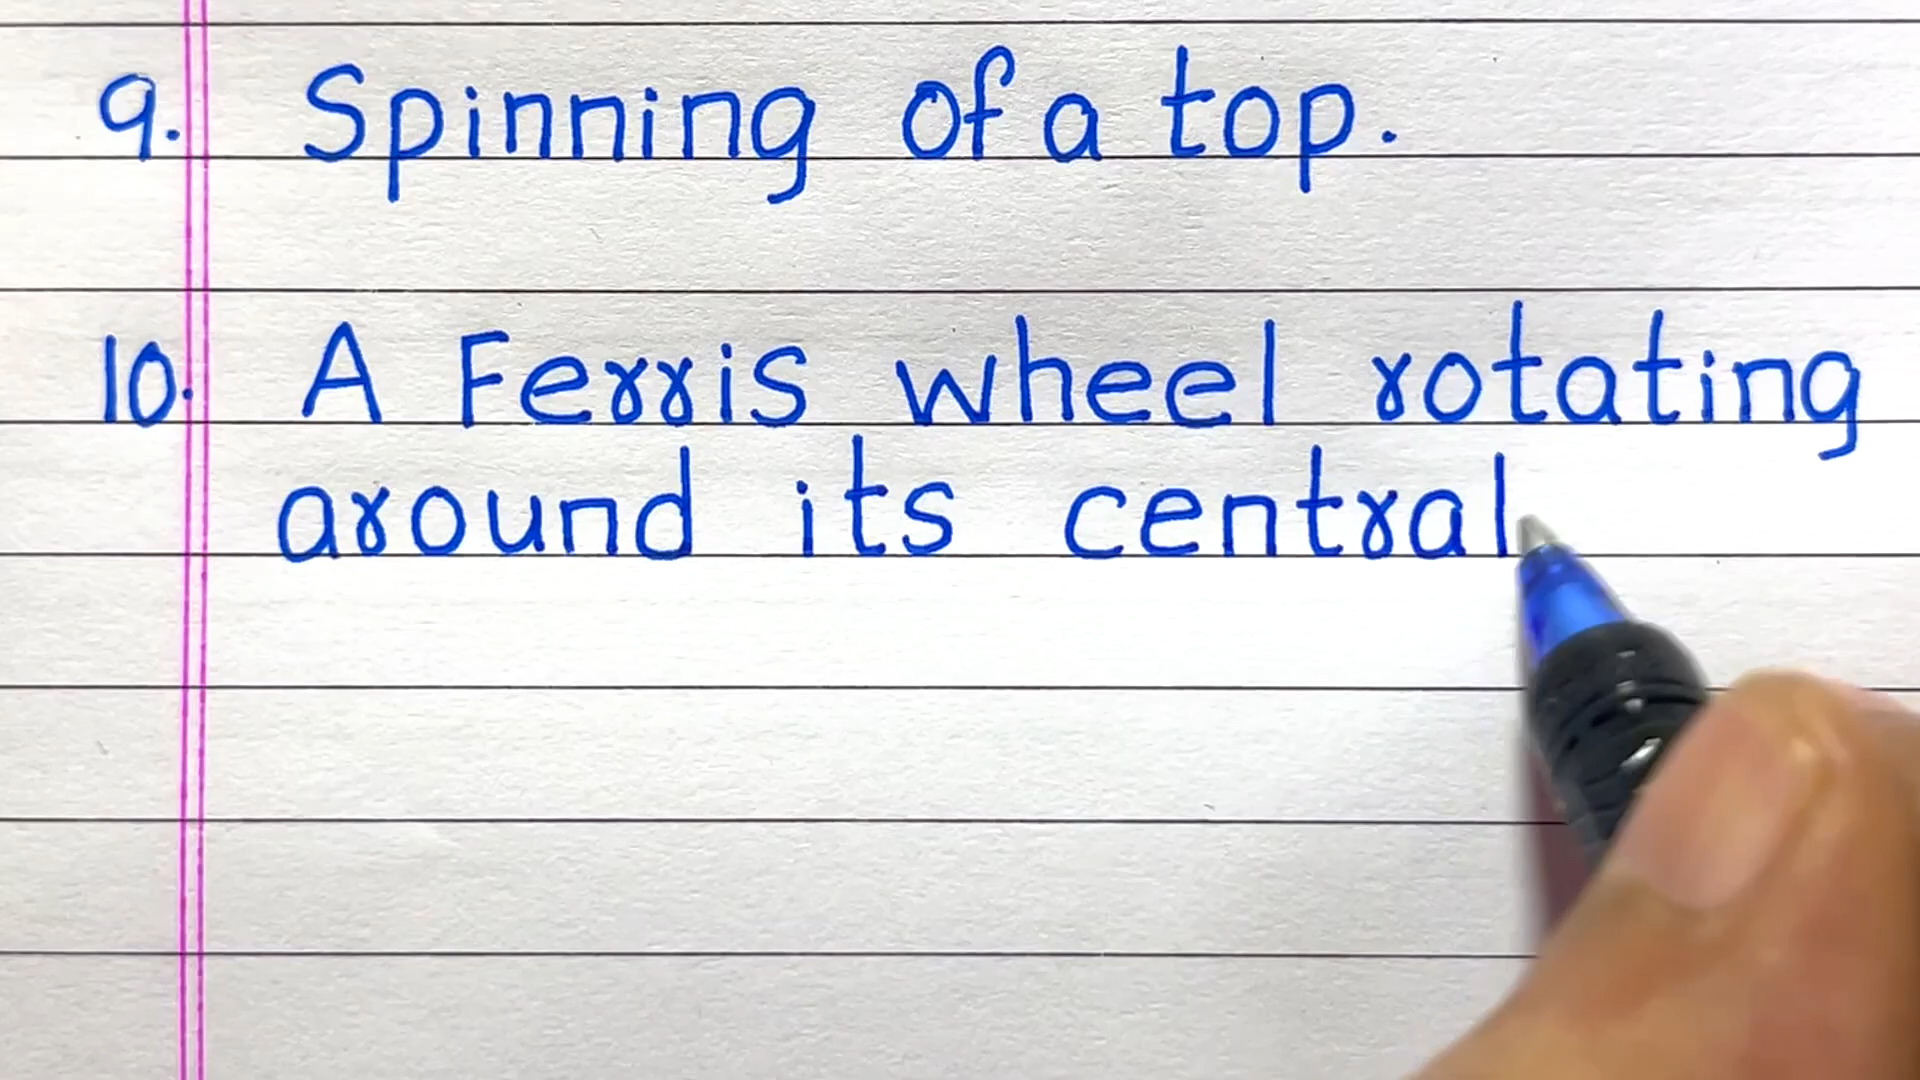 9. Spinning of a top.
10. A Ferris wheel rotating
around its central